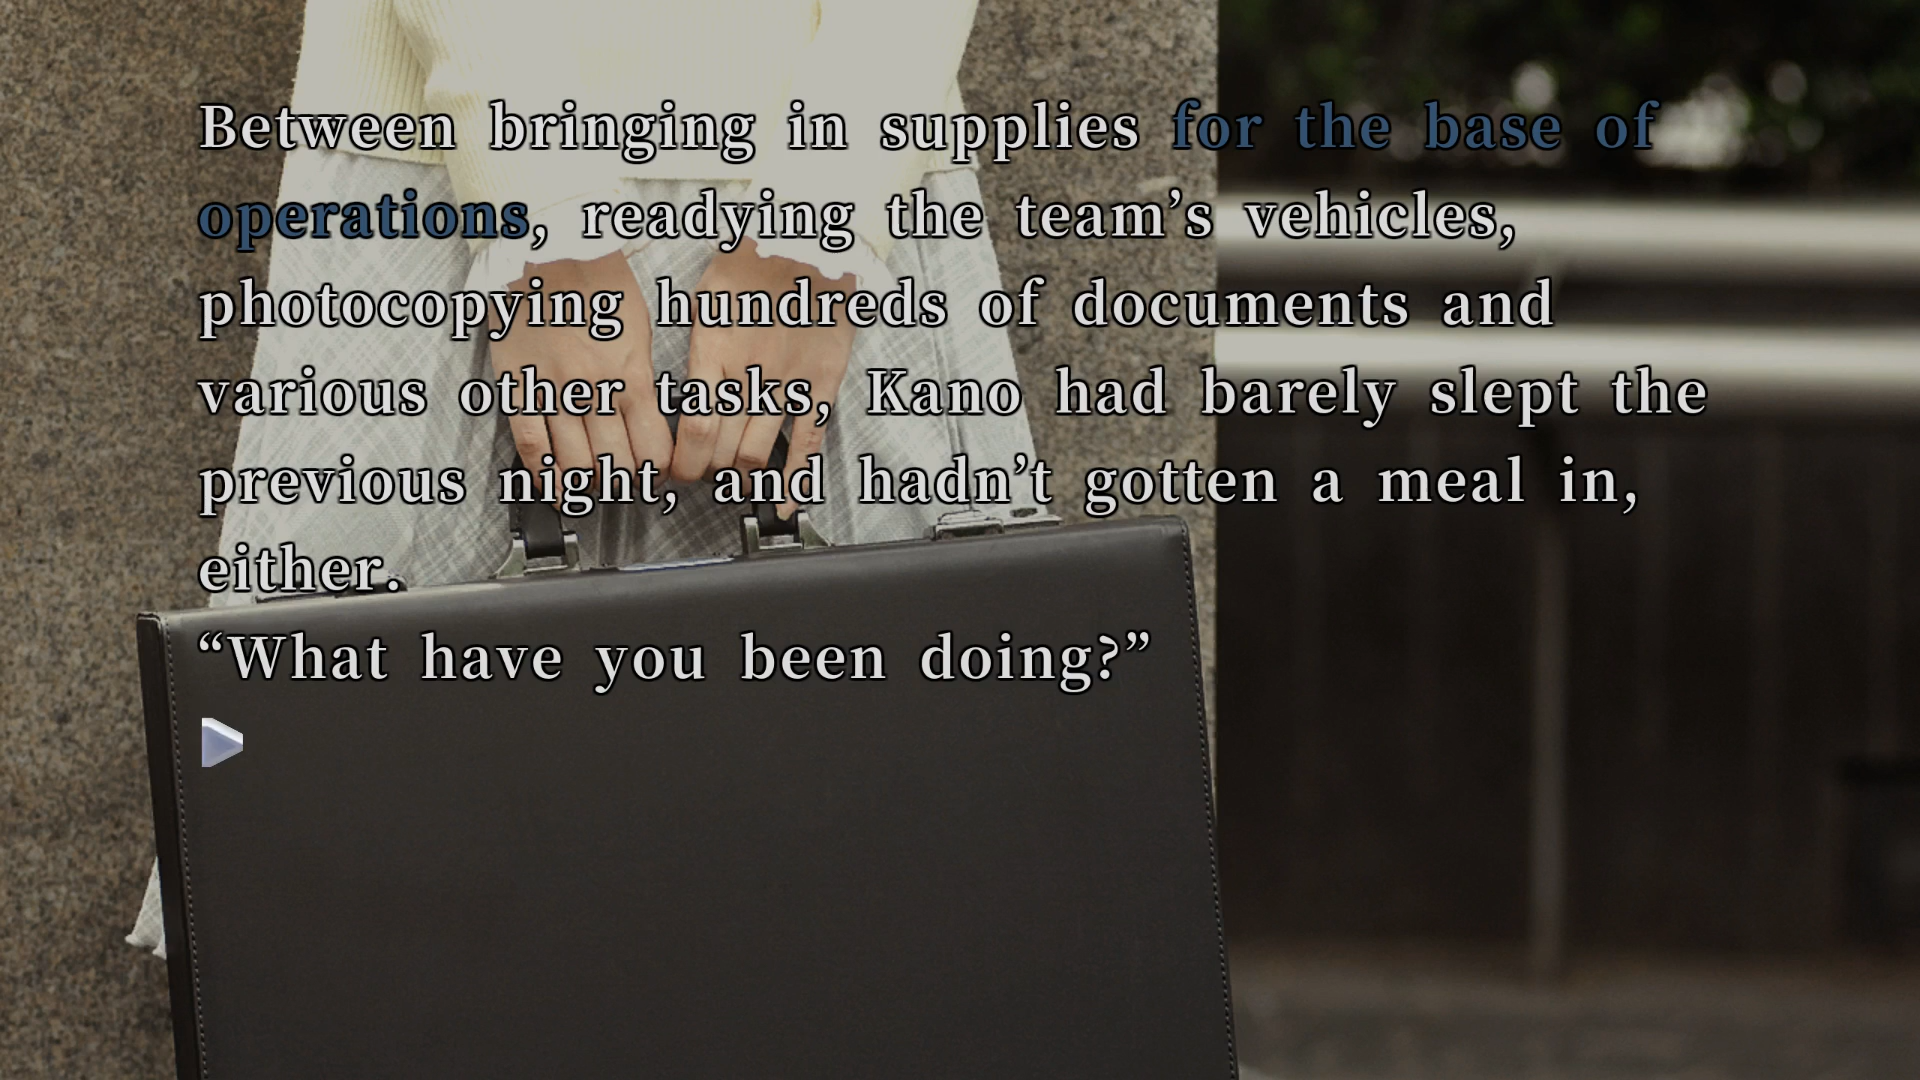 Between bringing in supplies for the base of
operations, readying the team’s vehicles,
photocopying hundreds of documents and
various other tasks, Kano had barely slept the
previous night, and hadn’t gotten a meal in,
either.
“What have you been doing?”